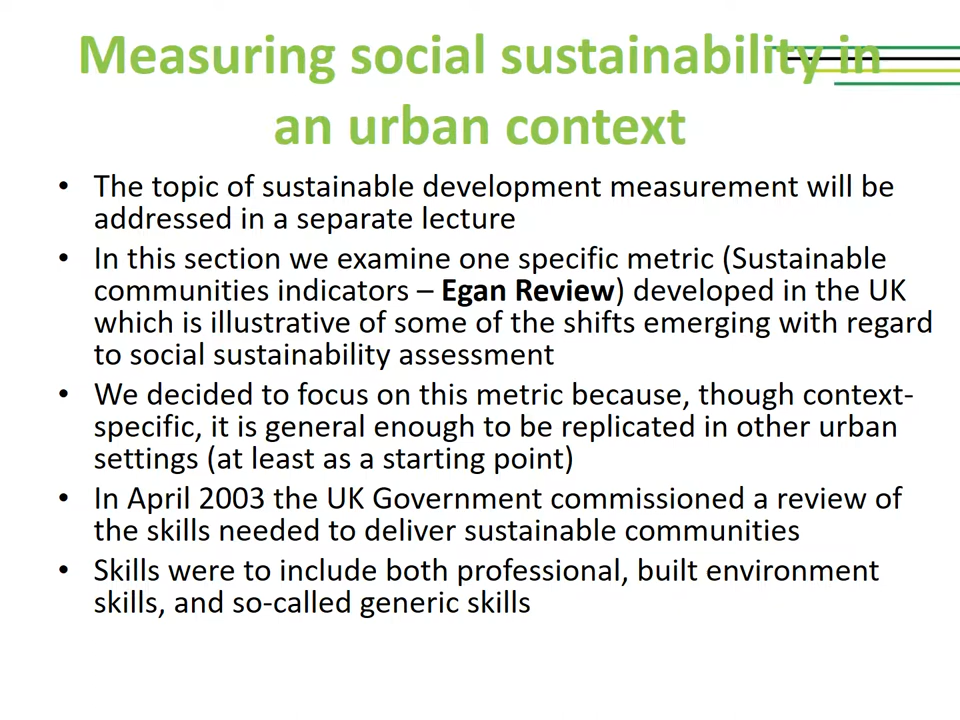 Measuring social sustainability in
an urban context
• The topic of sustainable development measurement will be
addressed in a separate lecture
• In this section we examine one specific metric (Sustainable
communities indicators – Egan Review) developed in the UK
which is illustrative of some of the shifts emerging with regard
to social sustainability assessment
• We decided to focus on this metric because, though context-
specific, it is general enough to be replicated in other urban
settings (at least as a starting point)
• In April 2003 the UK Government commissioned a review of
the skills needed to deliver sustainable communities
• Skills were to include both professional, built environment
skills, and so-called generic skills